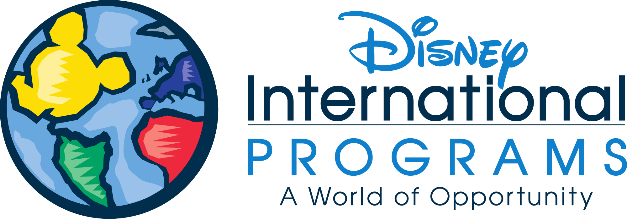 Disney
International
PROGRAMS
A World of Opportunity